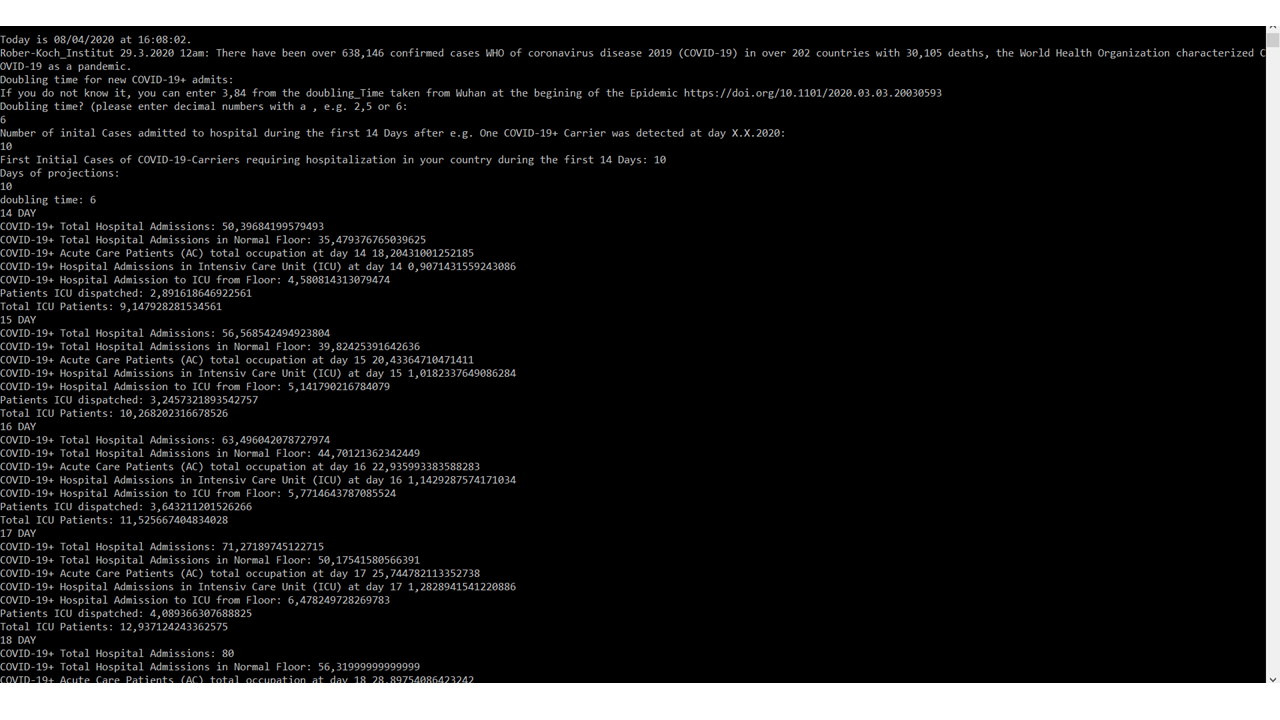 Today is 08/04/2020 at 16:08:02.
Rober-Koch_Institut 29.3.2020 12am: There have been over 638,146 confirmed cases WHO of coronavirus disease 2019 (COVID-19) in over 202 countries with 30,105 deaths, the World Health Organization characterized C
OVID-19 as a pandemic.
Doubling time for new COVID-19+ admits:
If you do not know it, you can enter 3,84 from the doubling_Time taken from Wuhan at the begining of the Epidemic https://doi.org/10.1101/2020.03.03.20030593
Doubling time? (please enter decimal numbers with a , e.g. 2,5 or 6:
6
Number of inital Cases admitted to hospital during the first 14 Days after e.g. One COVID-19+ Carrier was detected at day X.X.2020:
10
First Initial Cases of COVID-19-Carriers requiring hospitalization in your country during the first 14 Days: 10
Days of projections:
10
doubling time: 6
14 DAY
COVID-19+ Total Hospital Admissions: 50,39684199579493
COVID-19+ Total Hospital Admissions in Normal Floor: 35,479376765039625
COVID-19+ Acute Care Patients (AC) total occupation at day 14 18,20431001252185
COVID-19+ Hospital Admissions in Intensiv Care Unit (ICU) at day 14 0,9071431559243086
COVID-19+ Hospital Admission to ICU from Floor: 4,580814313079474
Patients ICU dispatched: 2,891618646922561
Total ICU Patients: 9,147928281534561
15 DAY
COVID-19+ Total Hospital Admissions: 56,568542494923804
COVID-19+ Total Hospital Admissions in Normal Floor: 39,82425391642636
COVID-19+ Acute Care Patients (AC) total occupation at day 15 20,43364710471411
COVID-19+ Hospital Admissions in Intensiv Care Unit (ICU) at day 15 1,0182337649086284
COVID-19+ Hospital Admission to ICU from Floor: 5,141790216784079
Patients ICU dispatched: 3,2457321893542757
Total ICU Patients: 10,268202316678526
16 DAY
COVID-19+ Total Hospital Admissions: 63,496042078727974
COVID-19+ Total Hospital Admissions in Normal Floor: 44,70121362342449
COVID-19+ Acute Care Patients (AC) total occupation at day 16 22,935993383588283
COVID-19+ Hospital Admissions in Intensiv Care Unit (ICU) at day 16 1,1429287574171034
COVID-19+ Hospital Admission to ICU from Floor: 5,7714643787085524
Patients ICU dispatched: 3,643211201526266
Total ICU Patients: 11,525667404834028
17 DAY
COVID-19+ Total Hospital Admissions: 71,27189745122715
COVID-19+ Total Hospital Admissions in Normal Floor: 50,17541580566391
COVID-19+ Acute Care Patients (AC) total occupation at day 17 25,744782113352738
COVID-19+ Hospital Admissions in Intensiv Care Unit (ICU) at day 17 1,2828941541220886
COVID-19+ Hospital Admission to ICU from Floor: 6,478249728269783
Patients ICU dispatched: 4,089366307688825
Total ICU Patients: 12,937124243362575
18 DAY
COVID-19+ Total Hospital Admissions: 80
COVID-19+ Total Hospital Admissions in Normal Floor: 56,31999999999999
COVID-19+ Acute Care Patients (AC) total occupation at day 18 28,89754086423242